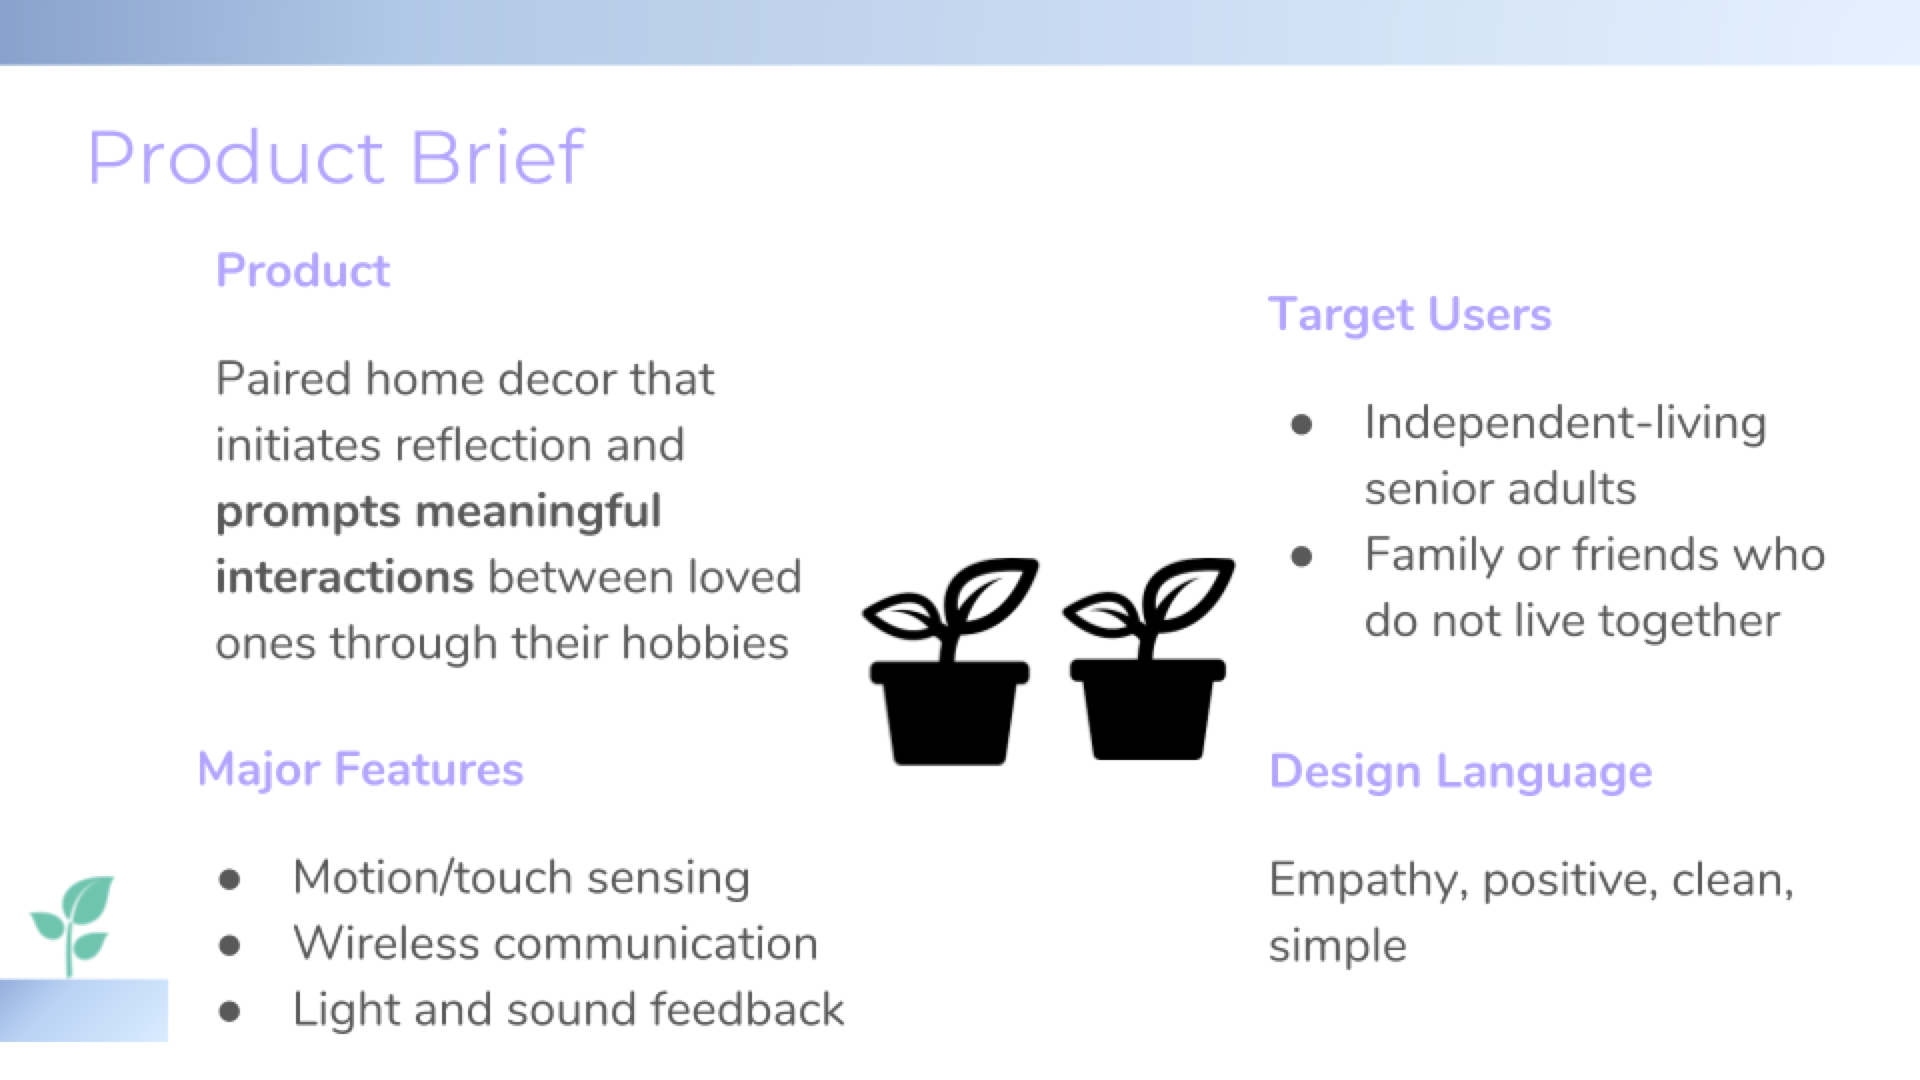 Product Brief
Product
Paired home decor that
initiates reflection and
prompts meaningful
interactions between loved
ones through their hobbies
Major Features
● Motion/touch sensing
● Wireless communication
● Light and sound feedback
Target Users
● Independent-living
senior adults
● Family or friends who
do not live together
Design Language
Empathy, positive, clean,
simple